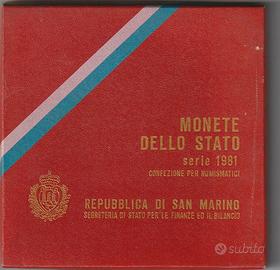 MONETE
DELLO STATO
serie 1981
CONFEZIONE PER NUMISMATICI
REPUBBLICA DI SAN MARINO
SEGRETERIA DI STATO PER LE FINANZE ED IL BILANCIO
subito